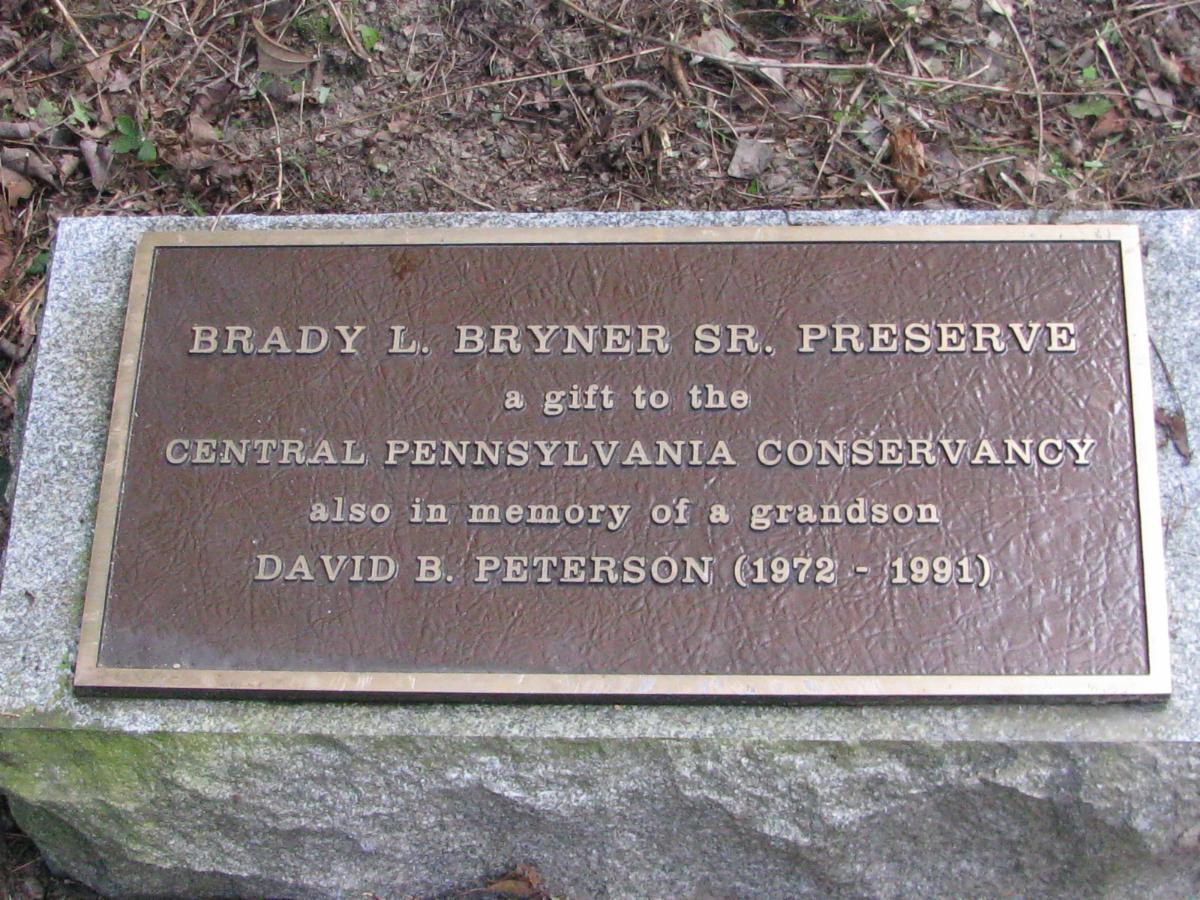 BRADY L. BRYNER SR. PRESERVE
a gift to the
CENTRAL PENNSYLVANIA CONSERVANCY
also in memory of a grandson
DAVID B. PETERSON (1972 - 1991)